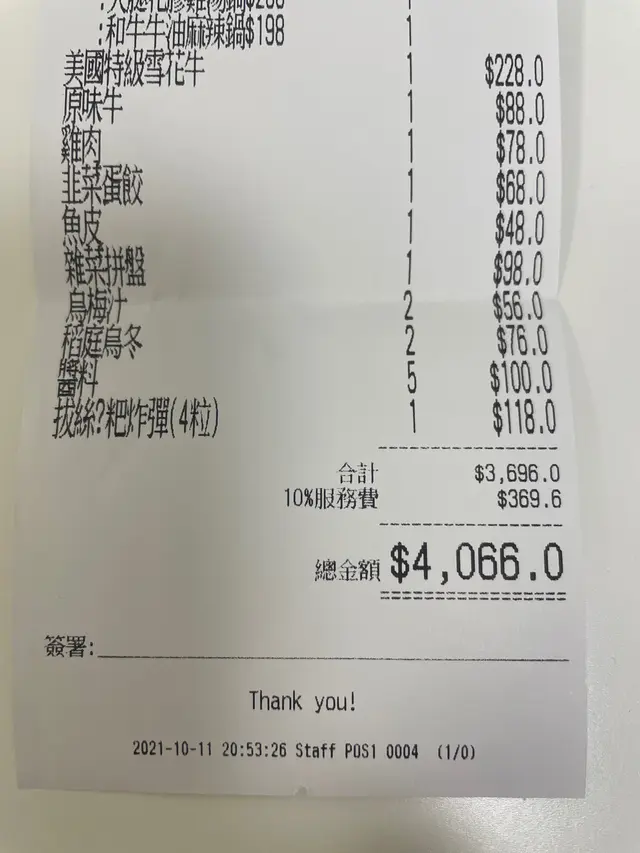 :和牛牛油麻辣鍋$198 1
美國特級雪花牛 1 $228.0
原味牛 1 $88.0
雞肉 1 $78.0
韭菜蛋餃 1 $68.0
魚皮 1 $48.0
雜菜拼盤 1 $98.0
烏梅汁 2 $56.0
稻庭烏冬 2 $76.0
醬料 5 $100.0
拔絲?粑炸彈(4粒) 1 $118.0
合計 $3,696.0
10%服務費 $369.6
總金額 $4,066.0
簽署:
Thank you!
2021-10-11 20:53:26 Staff POS1 0004 (1/0)